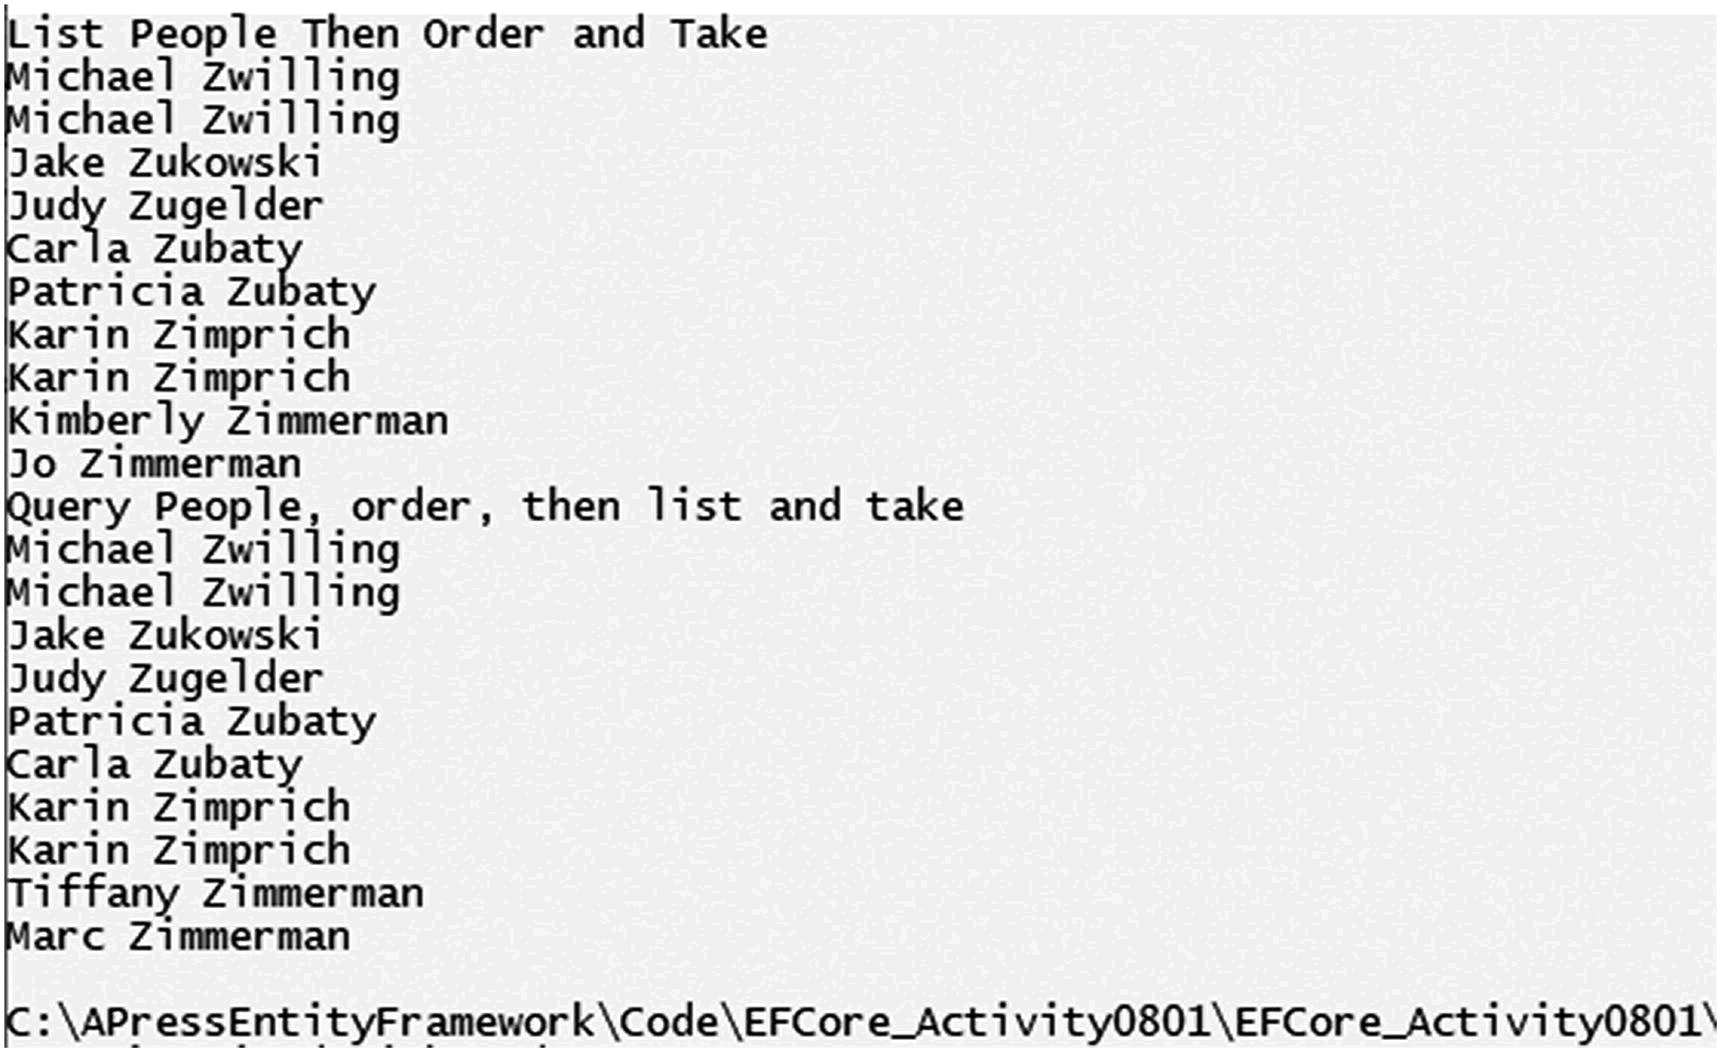 List People Then Order and Take
Michael Zwilling
Michael Zwilling
Jake Zukowski
Judy Zugelder
Carla Zubaty
Patricia Zubaty
Karin Zimprich
Karin Zimprich
Kimberly Zimmerman
Jo Zimmerman
Query People, order, then list and take
Michael Zwilling
Michael Zwilling
Jake Zukowski
Judy Zugelder
Patricia Zubaty
Carla Zubaty
Karin Zimprich
Karin Zimprich
Tiffany Zimmerman
Marc Zimmerman
C:\APressEntityFramework\Code\EFCore_Activity0801\EFCore_Activity0801\